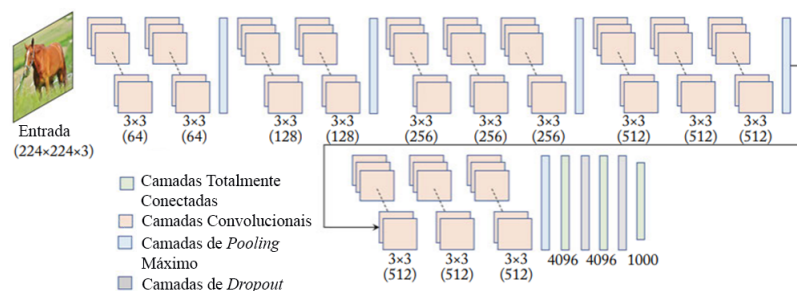 Entrada
(224×224×3)
3×3 3×3 3×3 3×3 3×3 3×3 3×3 3×3 3×3 3×3
(64) (64) (128) (128) (256) (256) (256) (512) (512) (512)
Camadas Totalmente
Conectadas
Camadas Convolucionais
Camadas de Pooling
Máximo
Camadas de Dropout
3×3 3×3 3×3 4096 4096 1000
(512) (512) (512)